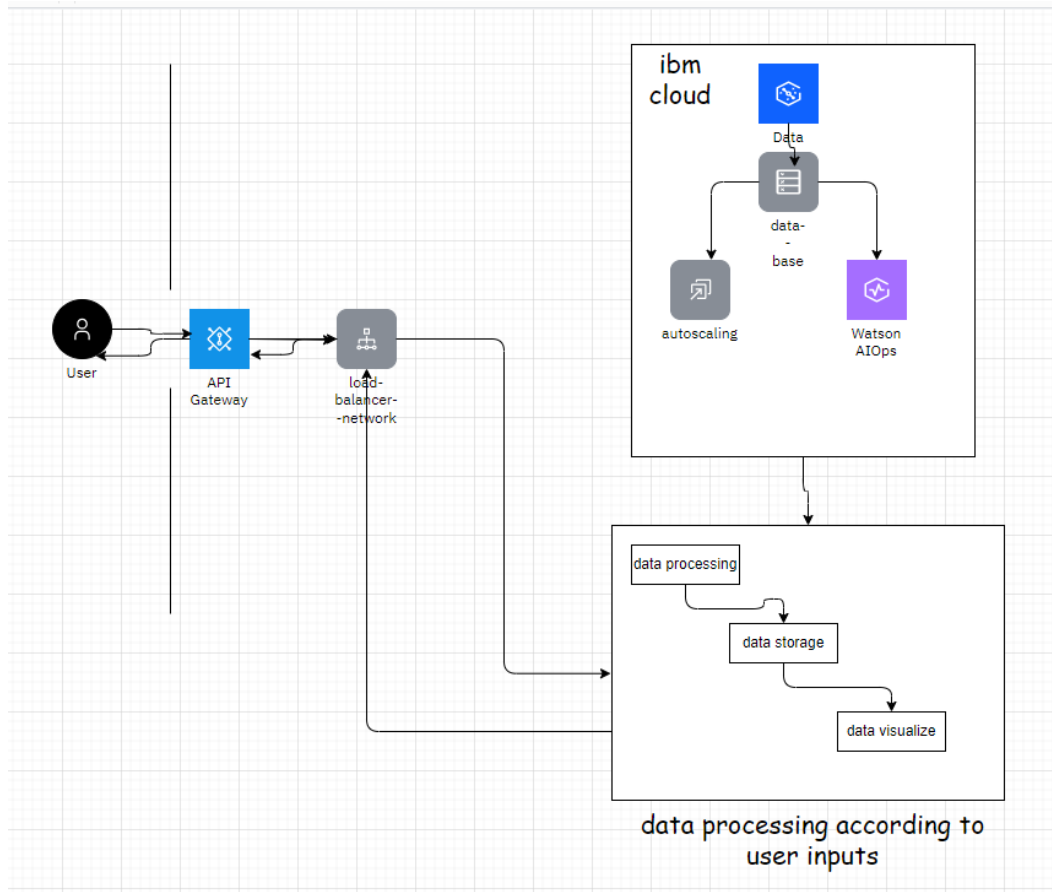 ibm
cloud
Data
data-
-
base
autoscaling
Watson
AIOps
User
API
Gateway
load-
balancer-
-network
data processing
data storage
data visualize
data processing according to
user inputs